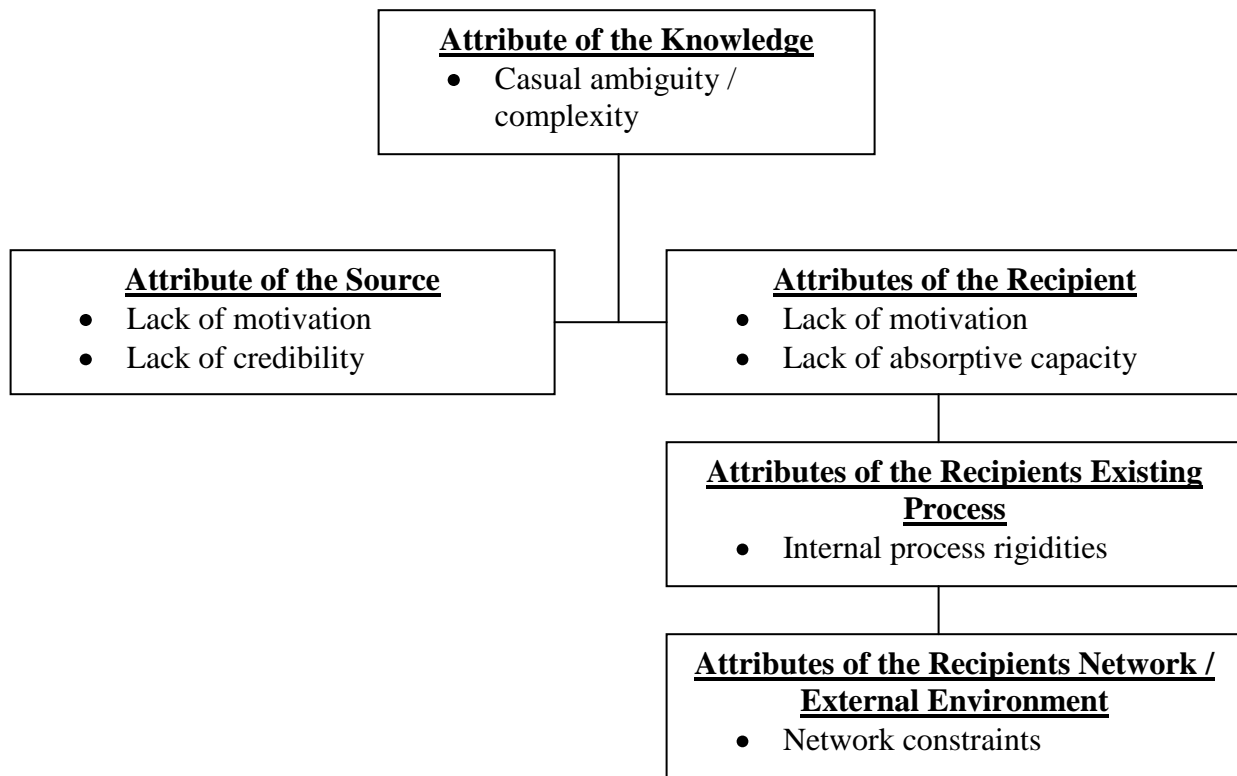 Attribute of the Knowledge
• Casual ambiguity /
complexity
Attribute of the Source
• Lack of motivation
• Lack of credibility
Attributes of the Recipient
• Lack of motivation
• Lack of absorptive capacity
Attributes of the Recipients Existing
Process
• Internal process rigidities
Attributes of the Recipients Network /
External Environment
• Network constraints